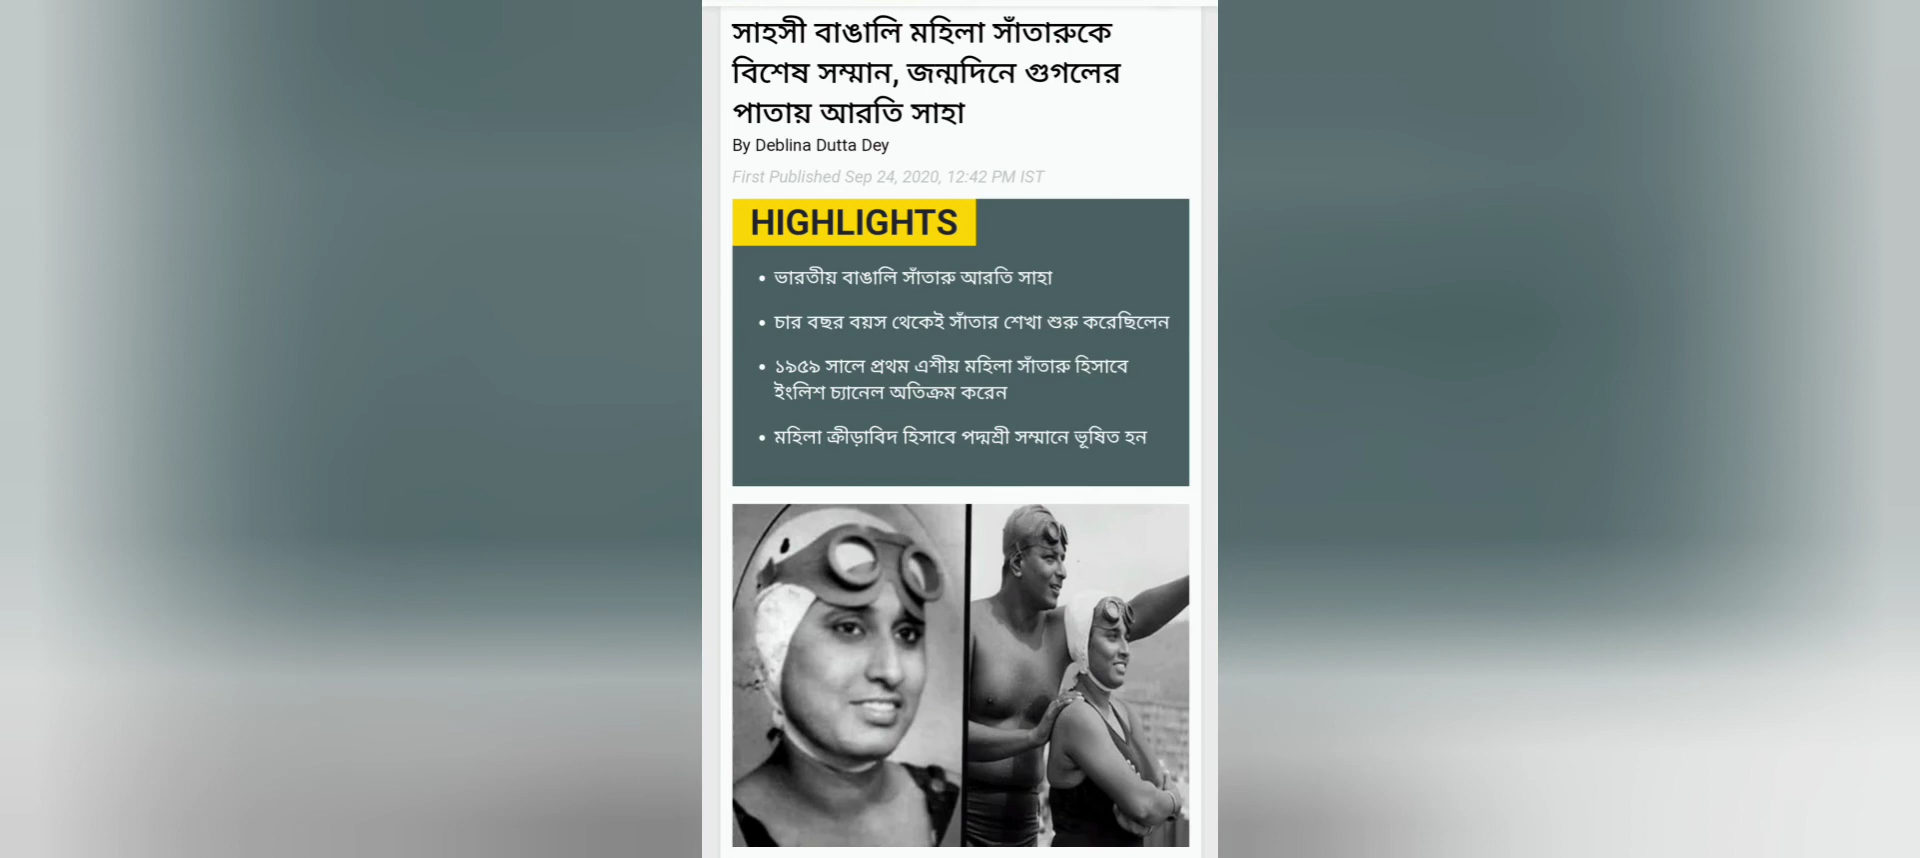 সাহসী বাঙালি মহিলা সাঁতারুকে
বিশেষ সম্মান, জন্মদিনে গুগলের
পাতায় আরতি সাহা
By Deblina Dutta Dey
First Published Sep 24, 2020, 12:42 PM IST
HIGHLIGHTS
• ভারতীয় বাঙালি সাঁতারু আরতি সাহা
• চার বছর বয়স থেকেই সাঁতার শেখা শুরু করেছিলেন
• ১৯৫৯ সালে প্রথম এশীয় মহিলা সাঁতারু হিসাবে
ইংলিশ চ্যানেল অতিক্রম করেন
• মহিলা ক্রীড়াবিদ হিসাবে পদ্মশ্রী সম্মানে ভূষিত হন